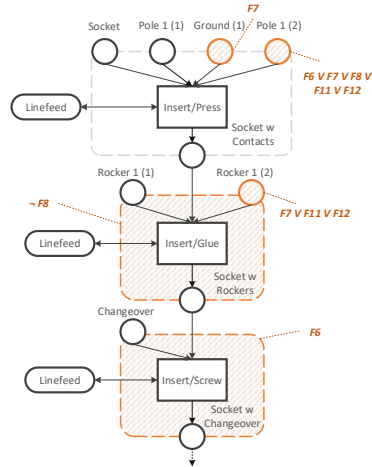 F7
Socket Pole 1 (1) Ground (1) Pole 1 (2)
F6 V F7 V F8 V
F11 V F12
Linefeed
Insert/Press
Socket w
Contacts
Rocker 1 (1) Rocker 1 (2)
¬ F8
F7 V F11 V F12
Linefeed
Insert/Glue
Socket w
Rockers
Changeover
F6
Linefeed
Insert/Screw
Socket w
Changeover